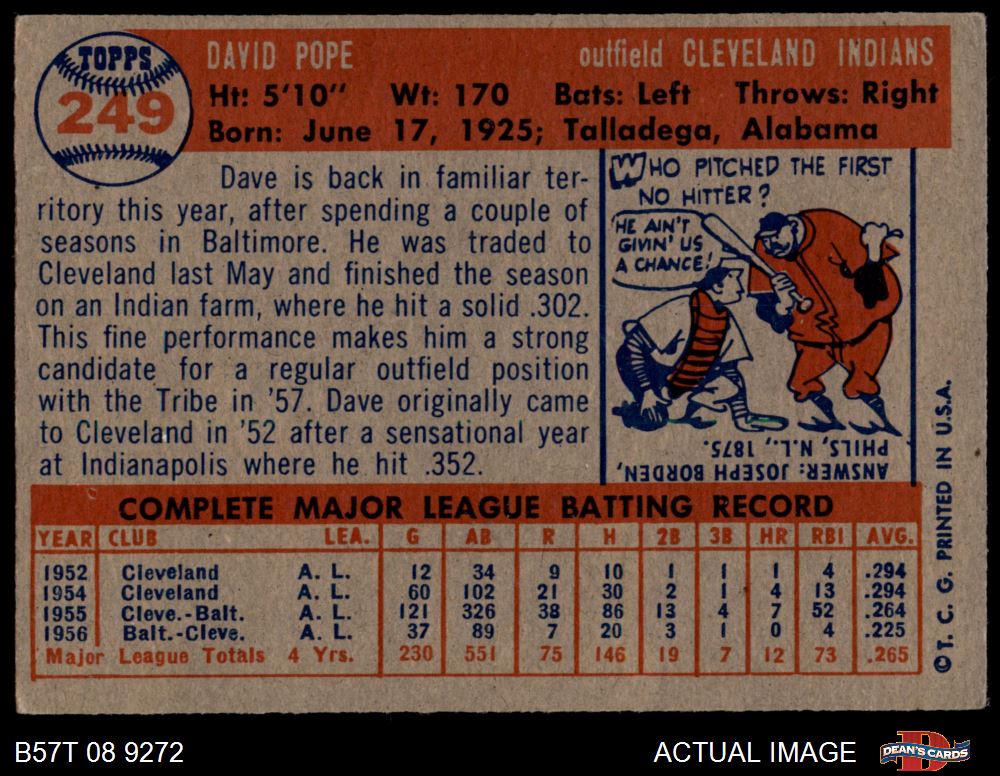 TOPPS
249
DAVID POPE outfield CLEVELAND INDIANS
Ht: 5'10" Wt: 170 Bats: Left Throws: Right
Born: June 17, 1925; Talladega, Alabama
Dave is back in familiar ter-
ritory this year, after spending a couple of
seasons in Baltimore. He was traded to
Cleveland last May and finished the season
on an Indian farm, where he hit a solid .302.
This fine performance makes him a strong
candidate for a regular outfield position
with the Tribe in '57. Dave originally came
to Cleveland in '52 after a sensational year
at Indianapolis where he hit .352.
WHO PITCHED THE FIRST
NO HITTER?
HE AIN'T
GIVIN' US
A CHANCE!
ANSWER: JOSEPH BORDEN,
PHILS, N.L., 1875.
COMPLETE MAJOR LEAGUE BATTING RECORD
YEAR CLUB LEA. G AB R H 2B 3B HR RBI AVG.
1952 Cleveland A. L. 12 34 9 10 1 1 1 4 .294
1954 Cleveland A. L. 60 102 21 30 2 1 4 13 .294
1955 Cleve.-Balt. A. L. 121 326 38 86 13 4 7 52 .264
1956 Balt.-Cleve. A. L. 37 89 7 20 3 1 0 4 .225
Major League Totals 4 Yrs. 230 551 75 146 19 7 12 73 .265
©T. C. G. PRINTED IN U.S.A.
B57T 08 9272
ACTUAL IMAGE
D
DEAN'S CARDS